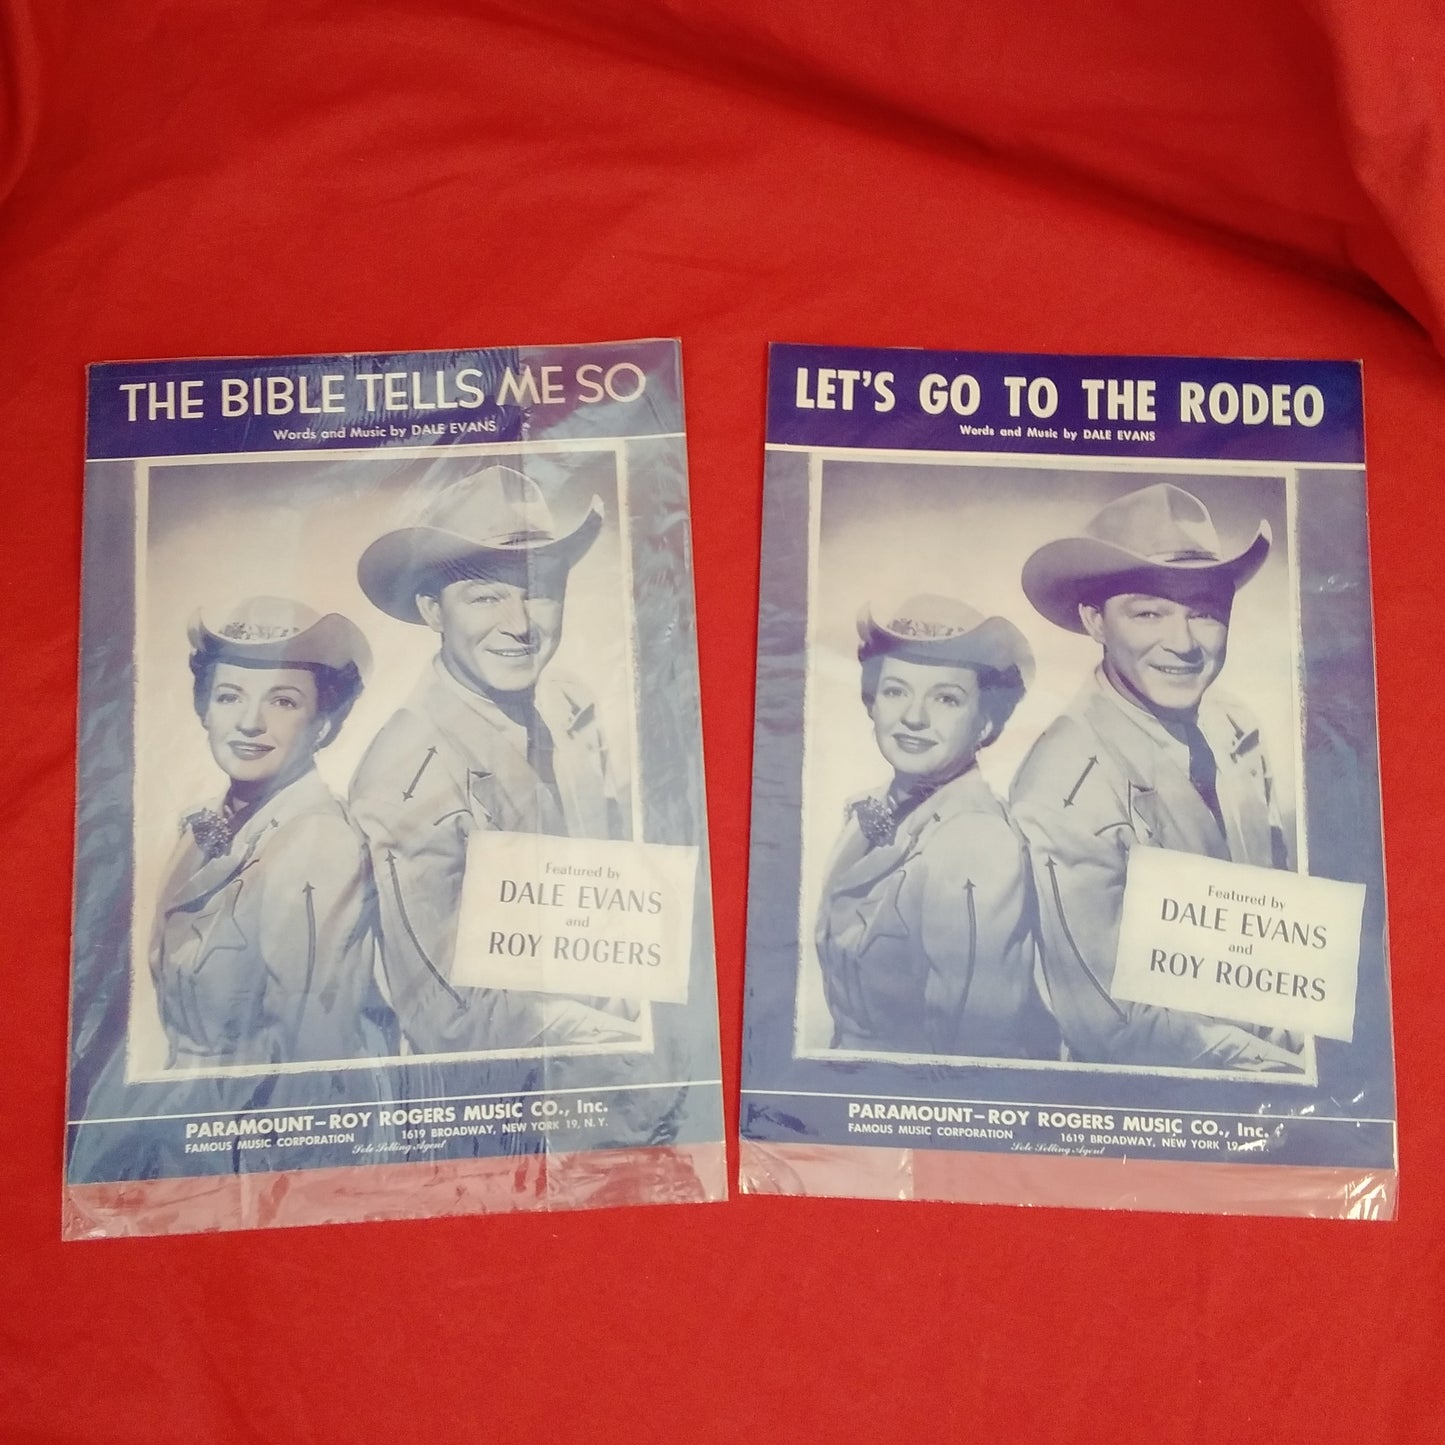 THE BIBLE TELLS ME SO
Words and Music by DALE EVANS
Featured by
DALE EVANS
and
ROY ROGERS
PARAMOUNT-ROY ROGERS MUSIC CO., Inc.
FAMOUS MUSIC CORPORATION 1619 BROADWAY, NEW YORK 19, N. Y.
Sole Selling Agent
LET'S GO TO THE RODEO
Words and Music by DALE EVANS
Featured by
DALE EVANS
and
ROY ROGERS
PARAMOUNT-ROY ROGERS MUSIC CO., Inc.
FAMOUS MUSIC CORPORATION 1619 BROADWAY, NEW YORK 19, N.Y.
Sole Selling Agent